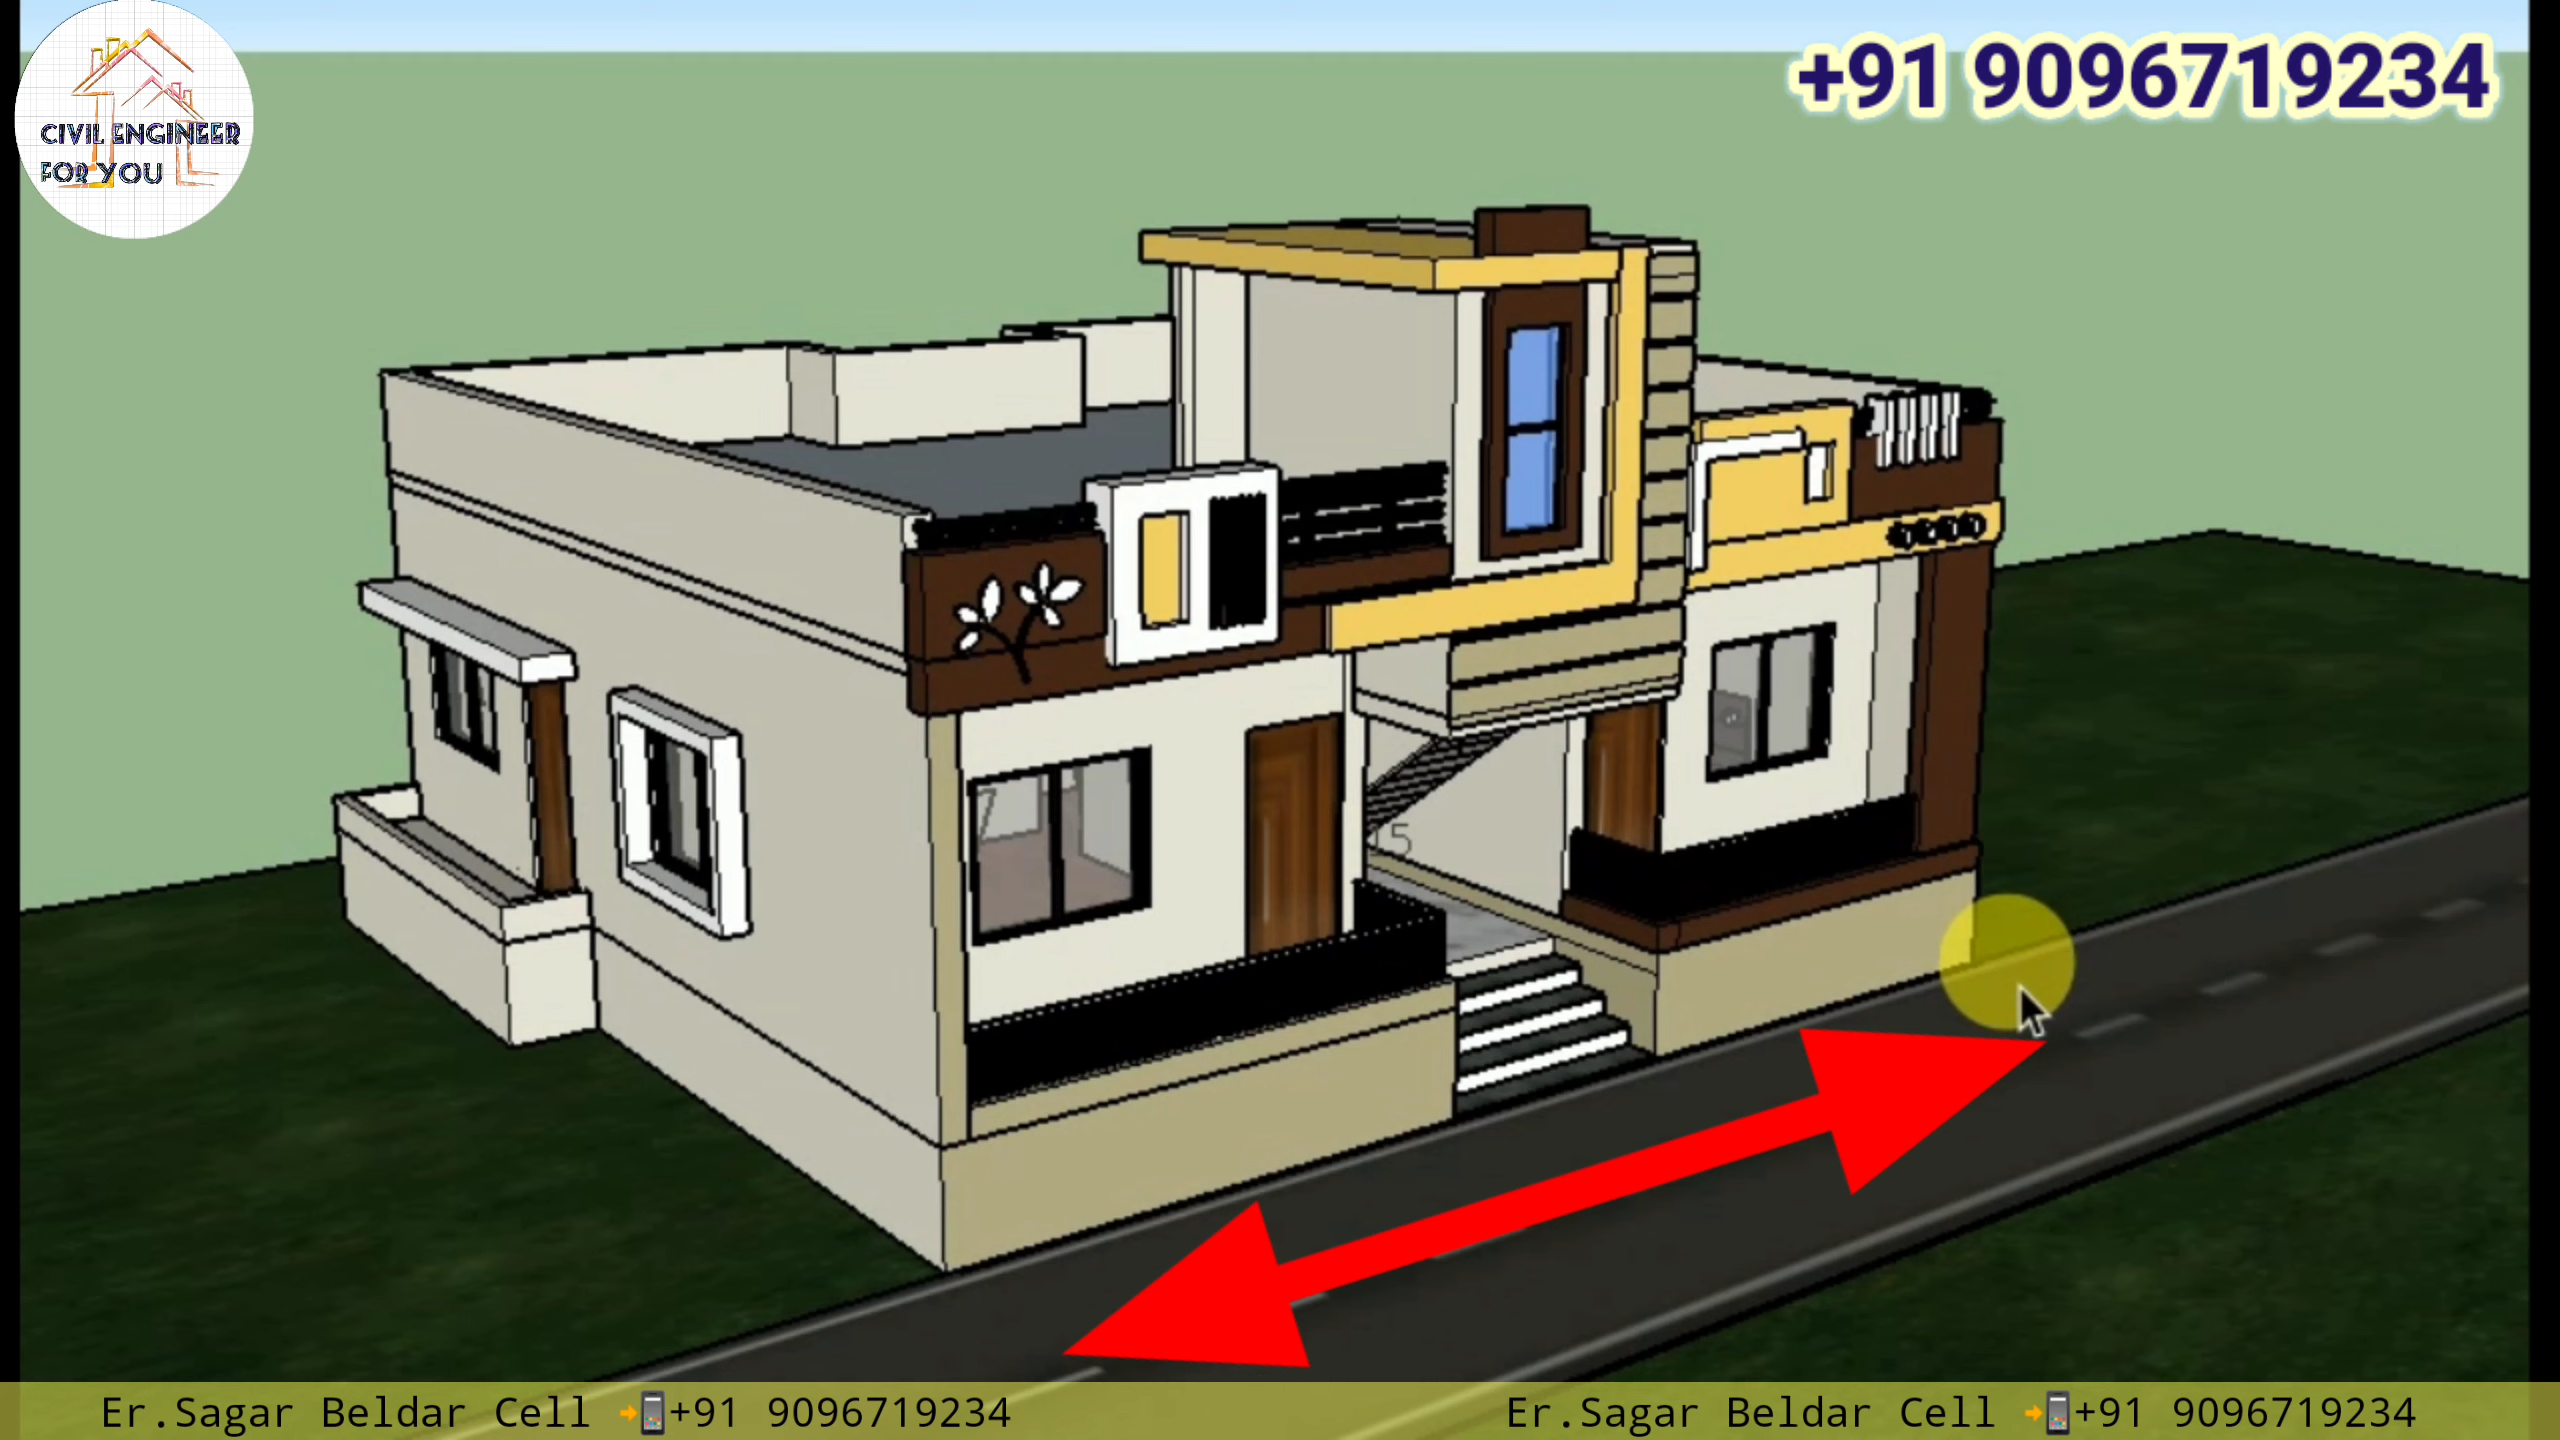 CIVIL ENGINEER
FOR YOU
+91 9096719234
Er.Sagar Beldar Cell +91 9096719234
Er.Sagar Beldar Cell +91 9096719234